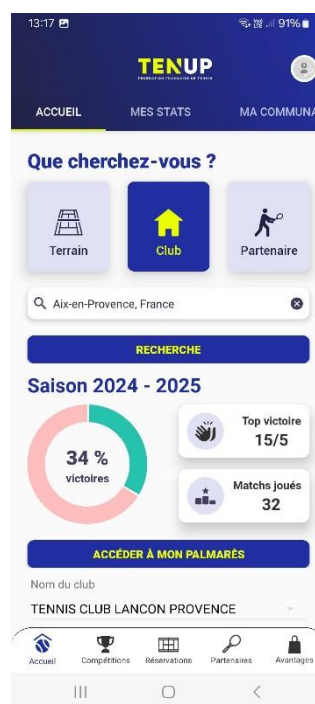 13:17 91%
TENUP
FÉDÉRATION FRANÇAISE DE TENNIS
ACCUEIL MES STATS MA COMMUNA
Que cherchez-vous ?
Terrain Club Partenaire
Aix-en-Provence, France
RECHERCHE
Saison 2024 - 2025
34 %
victoires
Top victoire
15/5
Matchs joués
32
ACCÉDER À MON PALMARÈS
Nom du club
TENNIS CLUB LANCON PROVENCE
Accueil Compétitions Réservations Partenaires Avantages